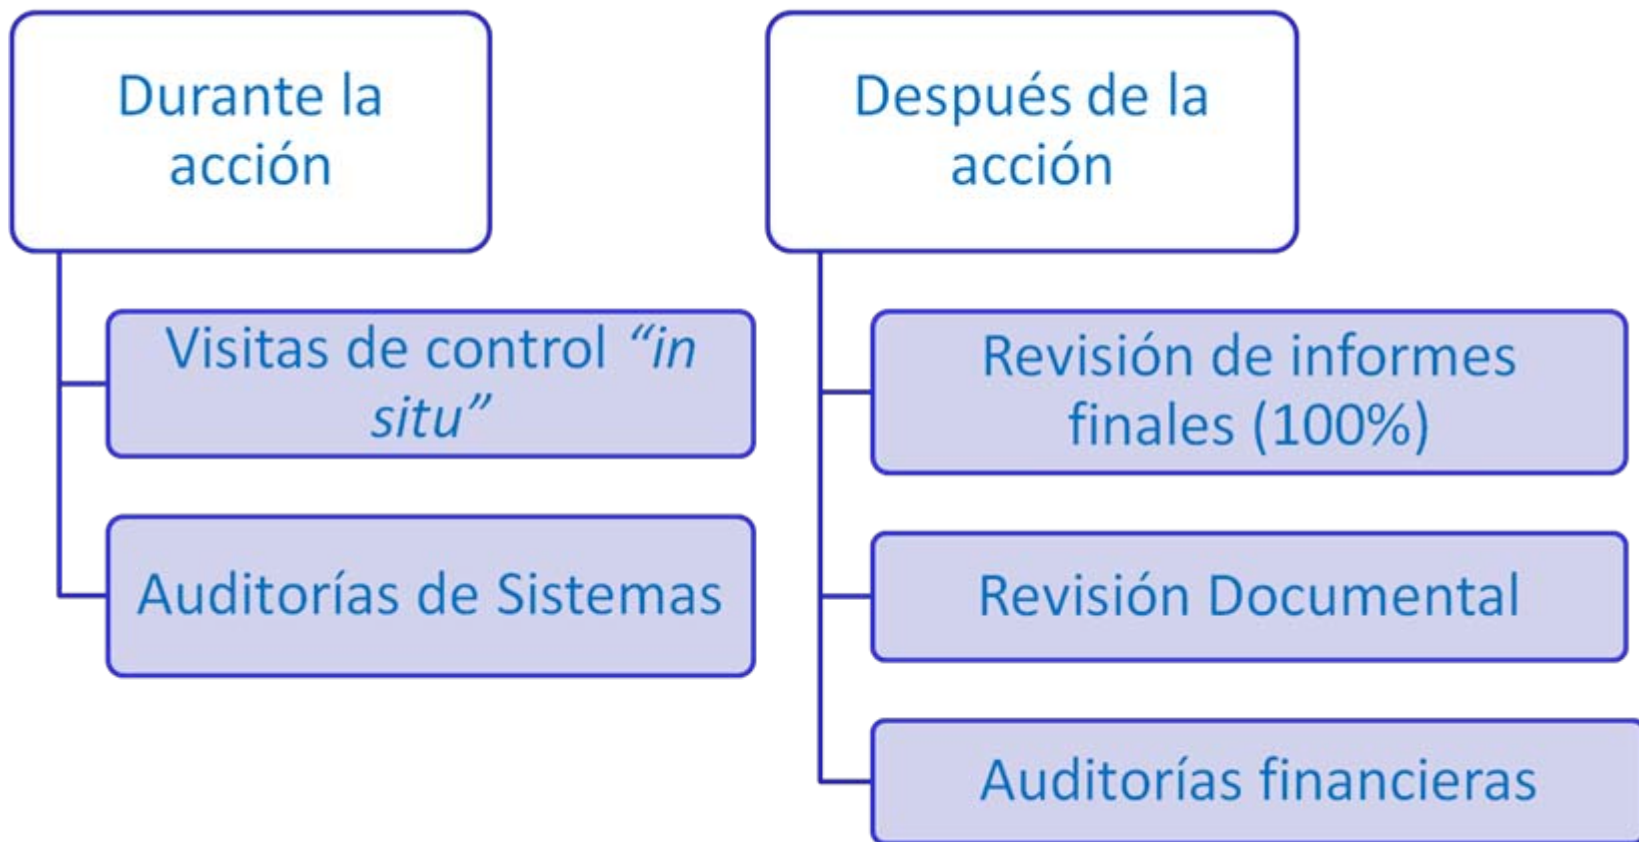 Durante la
acción
Visitas de control “in
situ”
Auditorías de Sistemas
Después de la
acción
Revisión de informes
finales (100%)
Revisión Documental
Auditorías financieras